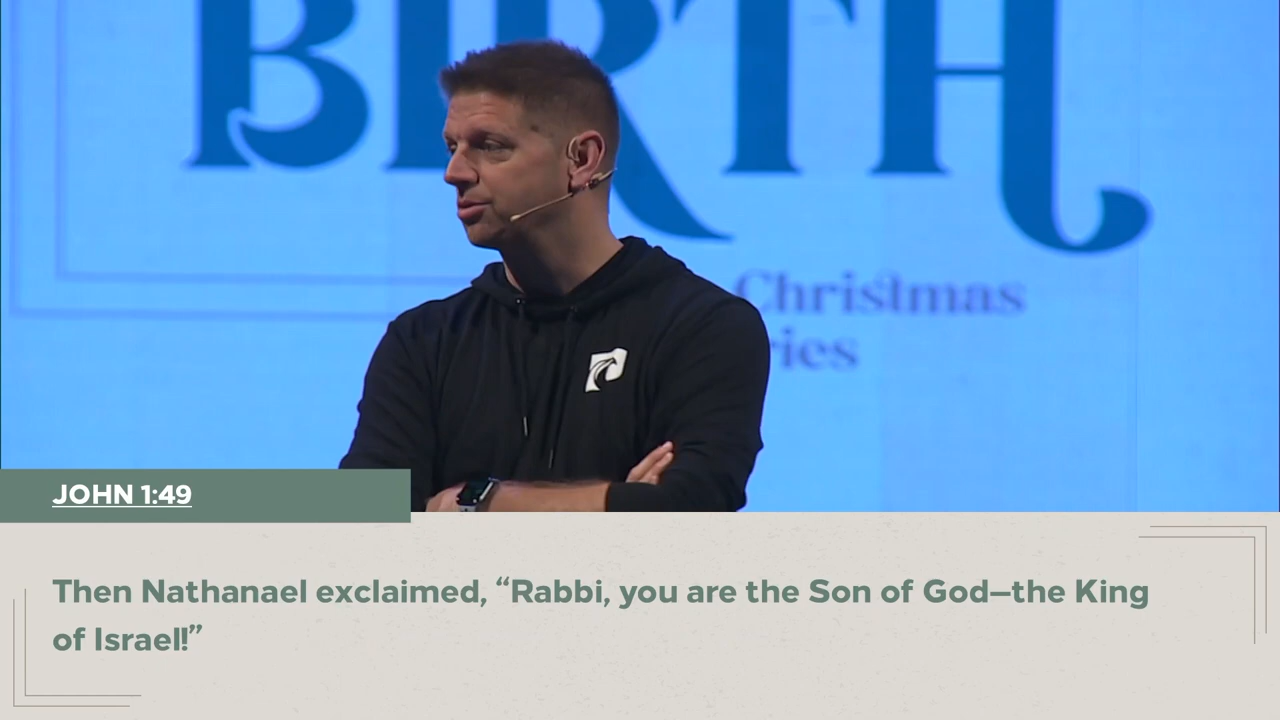 BIRTH
Christmas
ries
JOHN 1:49
Then Nathanael exclaimed, “Rabbi, you are the Son of God—the King
of Israel!”